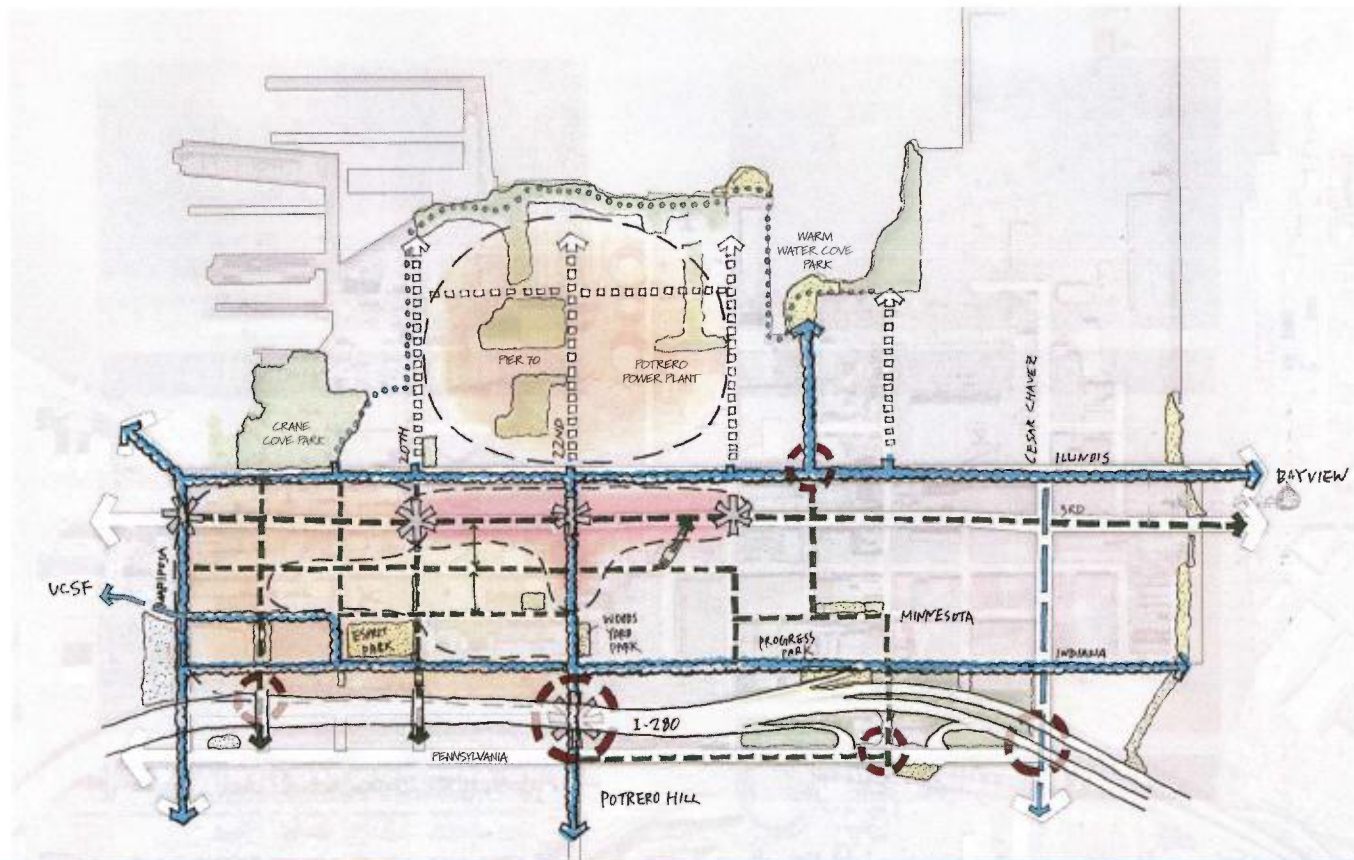 WARM
WATER COVE
PARK
PIER 70
POTRERO
POWER PLANT
CRANE
COVE PARK
20TH
22ND
CESAR CHAVEZ
ILLINOIS
BAYVIEW
3RD
MARIPOSA
UCSF
ESPRIT
PARK
WOODS
YARD
PARK
PROGRESS
PARK
MINNESOTA
INDIANA
I-280
PENNSYLVANIA
POTRERO HILL